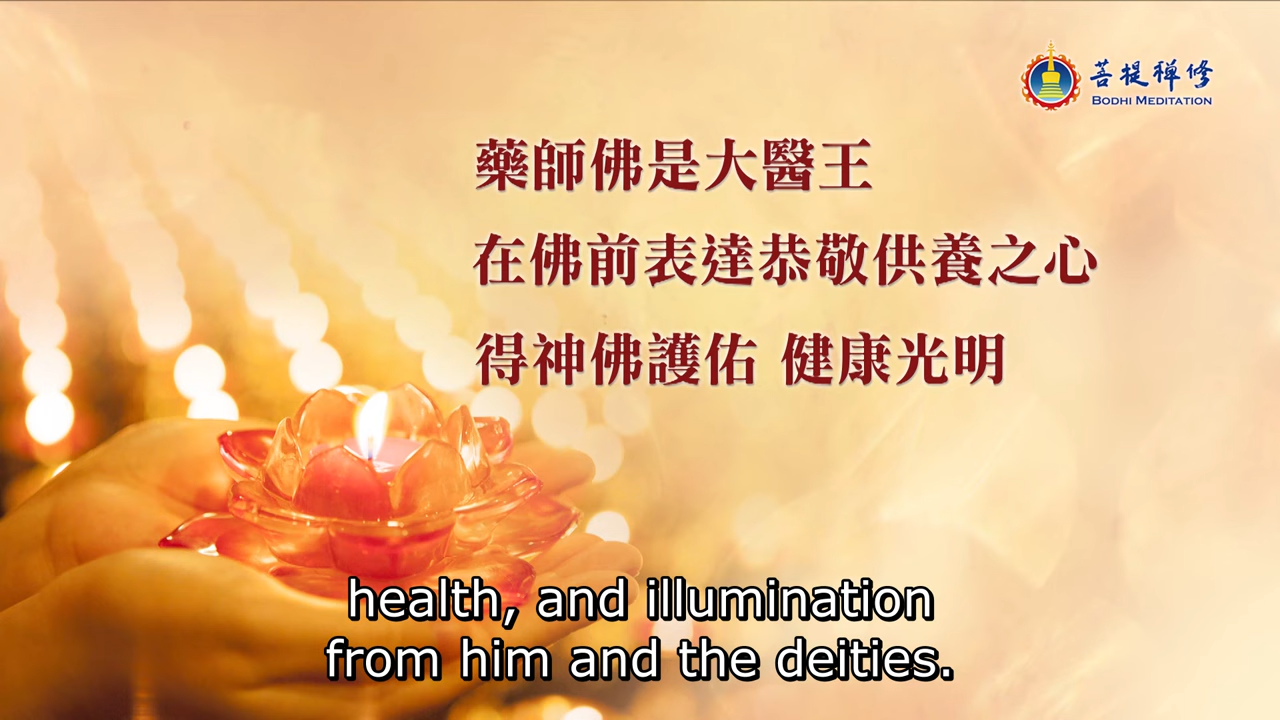 菩提禪修
BODHI MEDITATION
藥師佛是大醫王
在佛前表達恭敬供養之心
得神佛護佑 健康光明
health, and illumination
from him and the deities.